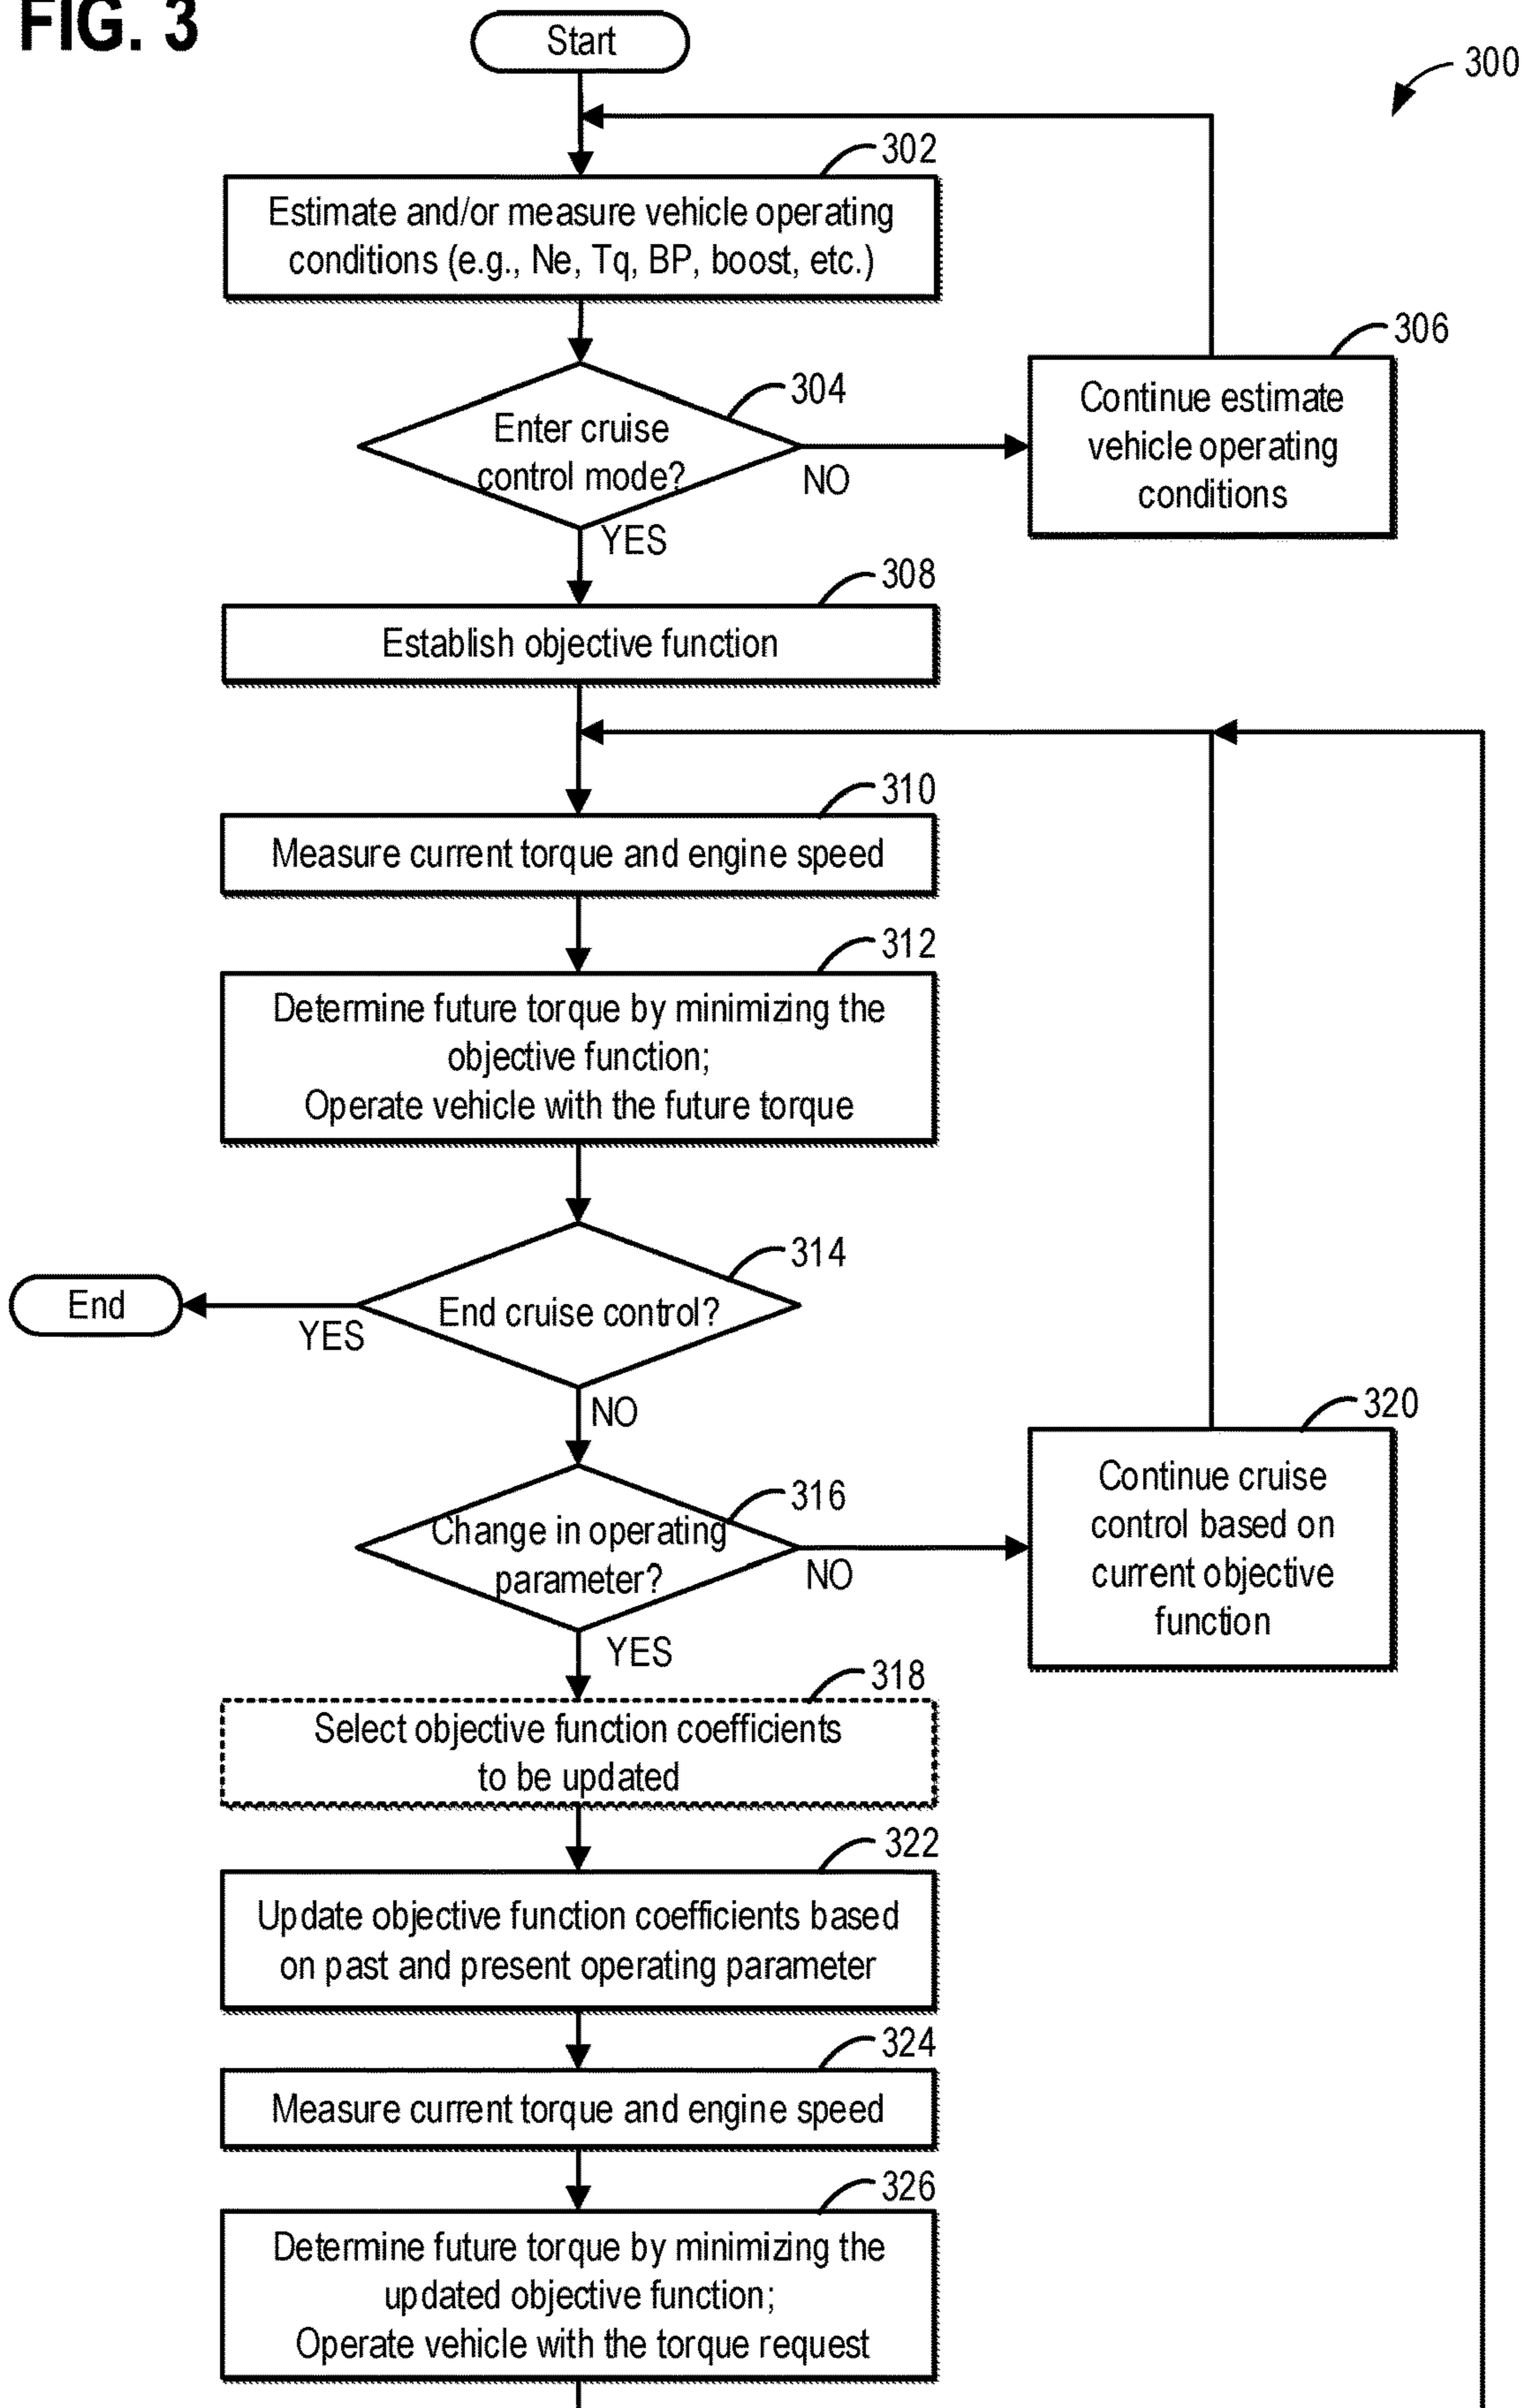 FIG. 3
Start
300
302
Estimate and/or measure vehicle operating
conditions (e.g., Ne, Tq, BP, boost, etc.)
304
Enter cruise
control mode?
NO
YES
306
Continue estimate
vehicle operating
conditions
308
Establish objective function
310
Measure current torque and engine speed
312
Determine future torque by minimizing the
objective function;
Operate vehicle with the future torque
314
End cruise control?
YES
End
NO
316
Change in operating
parameter?
NO
YES
320
Continue cruise
control based on
current objective
function
318
Select objective function coefficients
to be updated
322
Update objective function coefficients based
on past and present operating parameter
324
Measure current torque and engine speed
326
Determine future torque by minimizing the
updated objective function;
Operate vehicle with the torque request